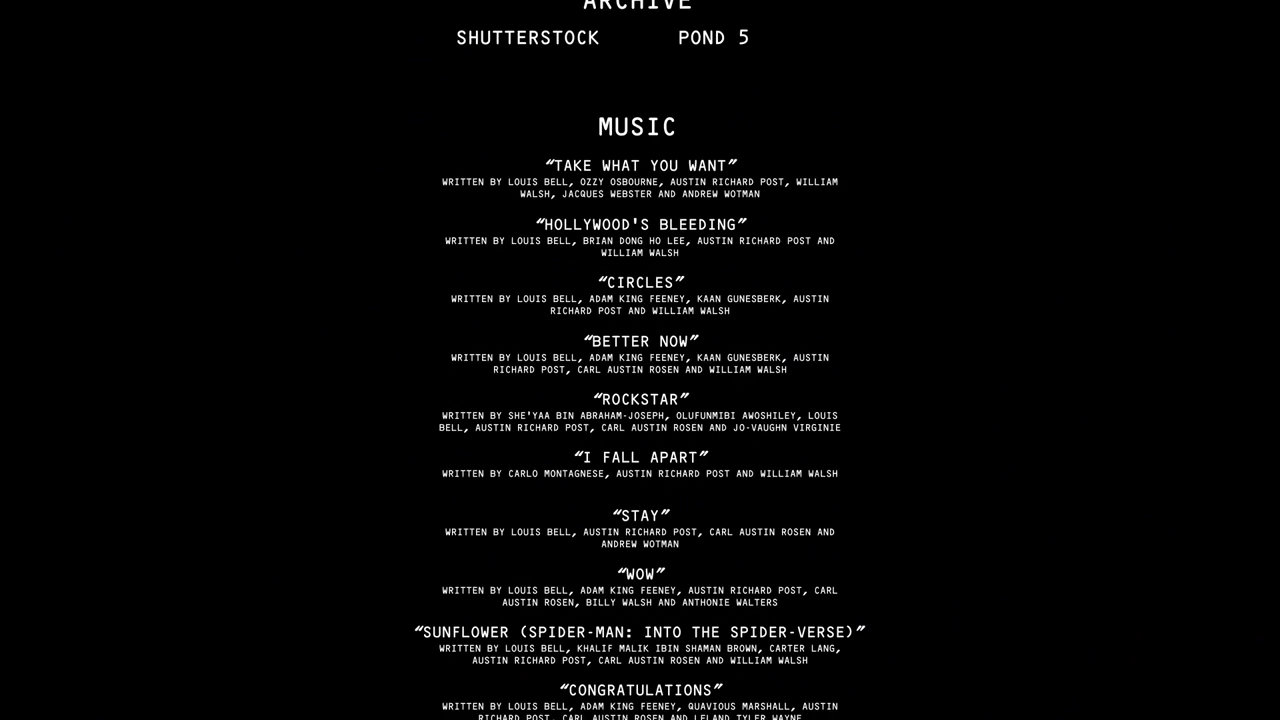 ARCHIVE
SHUTTERSTOCK POND 5
MUSIC
“TAKE WHAT YOU WANT”
WRITTEN BY LOUIS BELL, OZZY OSBOURNE, AUSTIN RICHARD POST, WILLIAM
WALSH, JACQUES WEBSTER AND ANDREW WOTMAN
“HOLLYWOOD'S BLEEDING”
WRITTEN BY LOUIS BELL, BRIAN DONG HO LEE, AUSTIN RICHARD POST AND
WILLIAM WALSH
“CIRCLES”
WRITTEN BY LOUIS BELL, ADAM KING FEENEY, KAAN GUNESBERK, AUSTIN
RICHARD POST AND WILLIAM WALSH
“BETTER NOW”
WRITTEN BY LOUIS BELL, ADAM KING FEENEY, KAAN GUNESBERK, AUSTIN
RICHARD POST, CARL AUSTIN ROSEN AND WILLIAM WALSH
“ROCKSTAR”
WRITTEN BY SHE'YAA BIN ABRAHAM-JOSEPH, OLUFUNMIBI AWOSHILEY, LOUIS
BELL, AUSTIN RICHARD POST, CARL AUSTIN ROSEN AND JO-VAUGHN VIRGINIE
“I FALL APART”
WRITTEN BY CARLO MONTAGNESE, AUSTIN RICHARD POST AND WILLIAM WALSH
“STAY”
WRITTEN BY LOUIS BELL, AUSTIN RICHARD POST, CARL AUSTIN ROSEN AND
ANDREW WOTMAN
“WOW”
WRITTEN BY LOUIS BELL, ADAM KING FEENEY, AUSTIN RICHARD POST, CARL
AUSTIN ROSEN, BILLY WALSH AND ANTHONIE WALTERS
“SUNFLOWER (SPIDER-MAN: INTO THE SPIDER-VERSE)”
WRITTEN BY LOUIS BELL, KHALIF MALIK IBIN SHAMAN BROWN, CARTER LANG,
AUSTIN RICHARD POST, CARL AUSTIN ROSEN AND WILLIAM WALSH
“CONGRATULATIONS”
WRITTEN BY LOUIS BELL, ADAM KING FEENEY, QUAVIOUS MARSHALL, AUSTIN
RICHARD POST, CARL AUSTIN ROSEN AND LELAND TYLER WAYNE